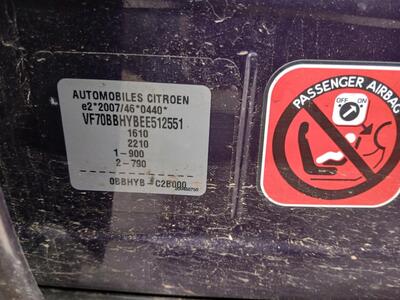 AUTOMOBILES CITROEN
e2*2007/46*0440*
VF70BBHYBEE512551
1610
2210
1-900
2-790
0BBHYB - C2B000
PASSENGER AIRBAG
OFF ON